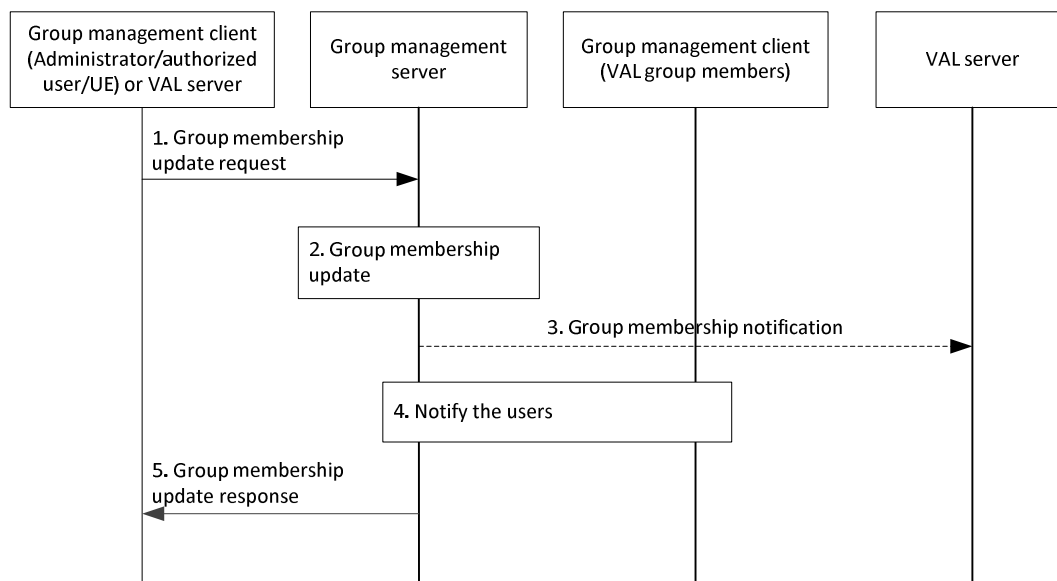 Group management client
(Administrator/authorized
user/UE) or VAL server
Group management
server
Group management client
(VAL group members)
VAL server
1. Group membership
update request
2. Group membership
update
3. Group membership notification
4. Notify the users
5. Group membership
update response